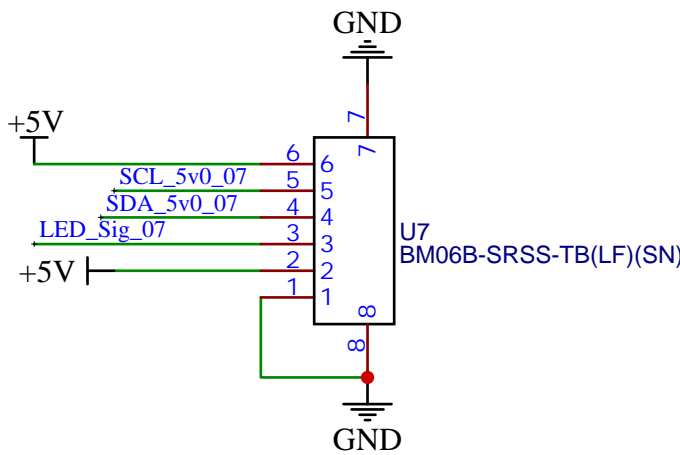 GND
7
7
+5V
6 6
SCL_5v0_07 5 5
SDA_5v0_07 4 4
LED_Sig_07 3 3
U7
BM06B-SRSS-TB(LF)(SN)
+5V 2 2
1 1
8
8
GND